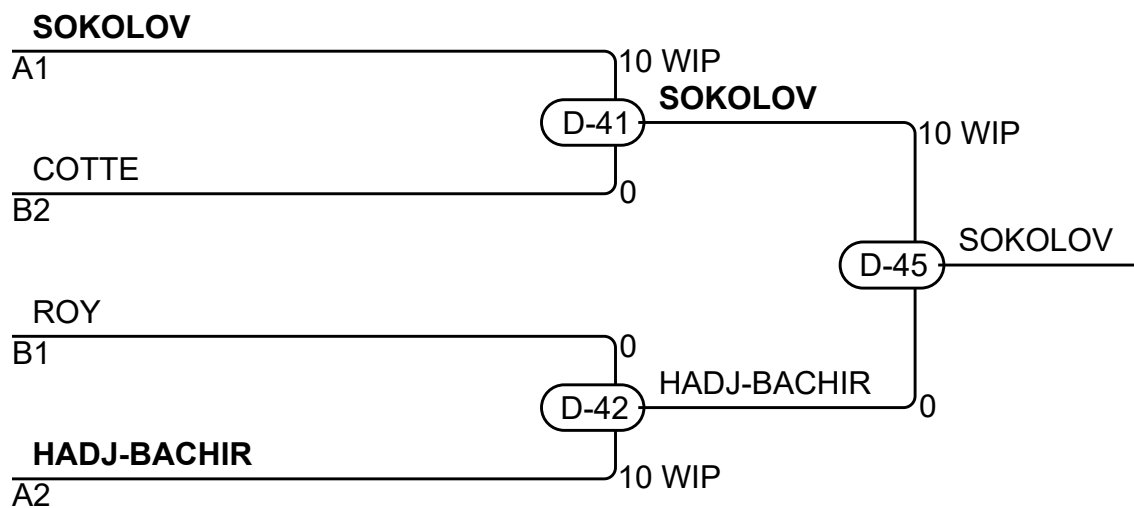 SOKOLOV
A1
10 WIP
SOKOLOV
D-41
10 WIP
COTTE
B2
0
SOKOLOV
D-45
ROY
B1
0
HADJ-BACHIR
D-42
0
HADJ-BACHIR
A2
10 WIP